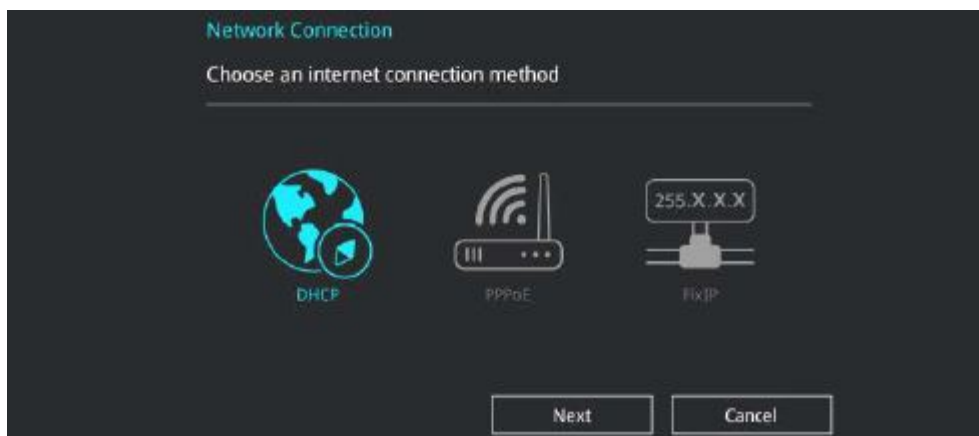 Network Connection
Choose an internet connection method
255.X.X.X
DHCP PPPoE FixIP
Next Cancel